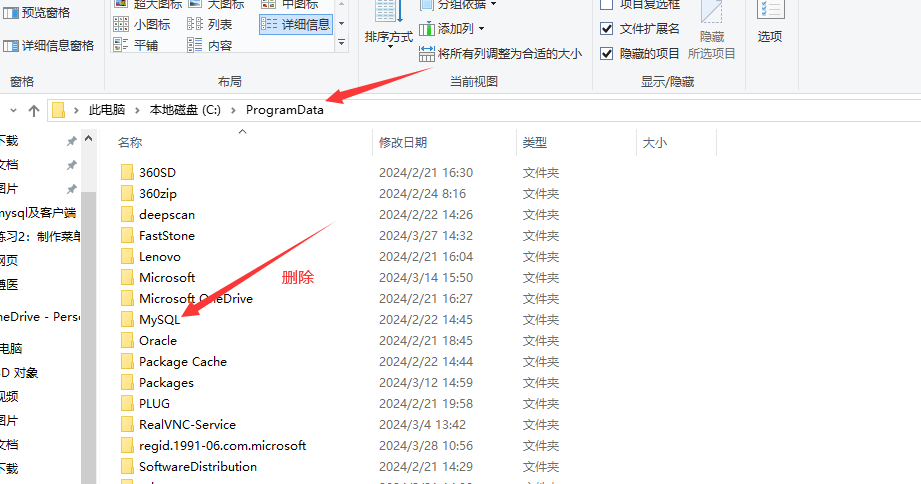 预览窗格
超大图标 大图标 中图标
小图标 列表 详细信息
详细信息窗格
平铺 内容
窗格
布局
排序方式
分组依据
添加列
将所有列调整为合适的大小
当前视图
项目复选框
文件扩展名
隐藏的项目
隐藏
所选项目
显示/隐藏
选项
此电脑 本地磁盘 (C:) ProgramData
下载
文档
图片
mysql及客户端
练习2：制作菜单
网页
OneDrive - Perso
电脑
3D 对象
视频
图片
文档
下载
名称 修改日期 类型 大小
360SD 2024/2/21 16:30 文件夹
360zip 2024/2/24 8:16 文件夹
deepscan 2024/2/22 14:26 文件夹
FastStone 2024/3/27 14:32 文件夹
Lenovo 2024/2/21 16:04 文件夹
Microsoft 2024/3/14 15:50 文件夹
删除
Microsoft OneDrive 2024/2/21 16:27 文件夹
MySQL 2024/2/22 14:45 文件夹
Oracle 2024/2/21 18:45 文件夹
Package Cache 2024/2/22 14:44 文件夹
Packages 2024/3/12 14:59 文件夹
PLUG 2024/2/21 19:58 文件夹
RealVNC-Service 2024/3/4 13:42 文件夹
regid.1991-06.com.microsoft 2024/3/28 10:56 文件夹
SoftwareDistribution 2024/2/21 14:29 文件夹